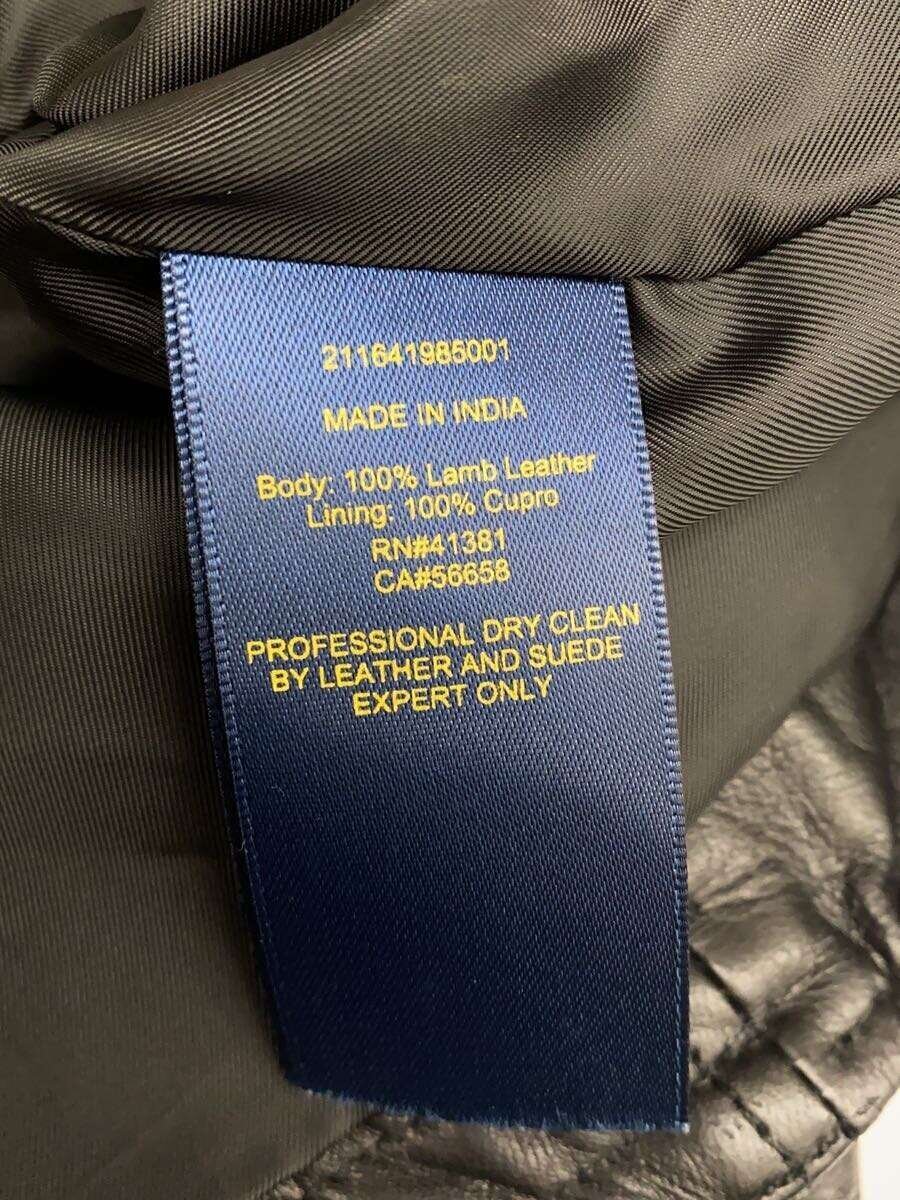 211641985001
MADE IN INDIA
Body: 100% Lamb Leather
Lining: 100% Cupro
RN#41381
CA#56658
PROFESSIONAL DRY CLEAN
BY LEATHER AND SUEDE
EXPERT ONLY